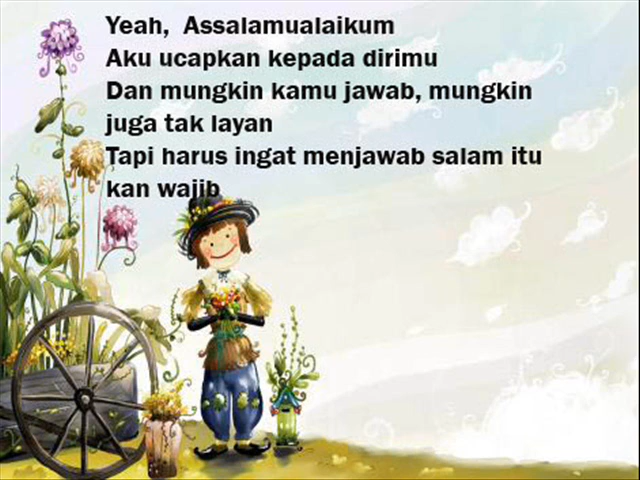 Yeah,  Assalamualaikum
Aku ucapkan kepada dirimu
Dan mungkin kamu jawab, mungkin
juga tak layan
Tapi harus ingat menjawab salam itu
kan wajib